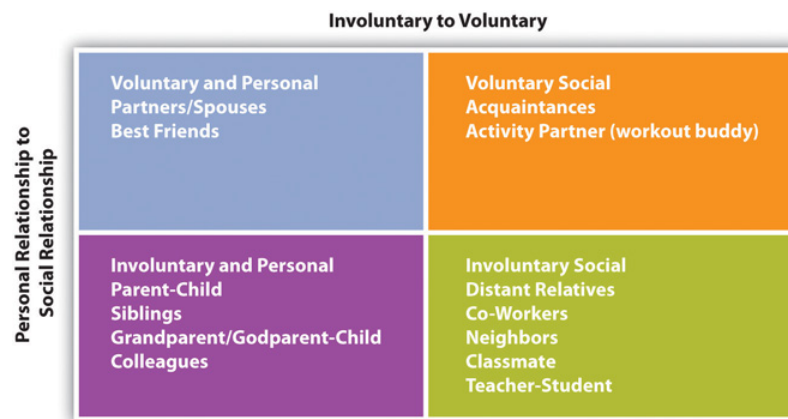 Involuntary to Voluntary
Personal Relationship to
Social Relationship
Voluntary and Personal
Partners/Spouses
Best Friends
Voluntary Social
Acquaintances
Activity Partner (workout buddy)
Involuntary and Personal
Parent-Child
Siblings
Grandparent/Godparent-Child
Colleagues
Involuntary Social
Distant Relatives
Co-Workers
Neighbors
Classmate
Teacher-Student